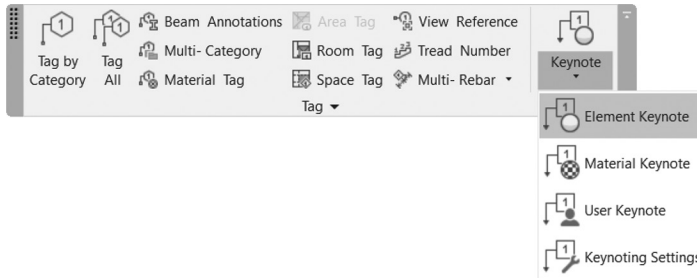 Beam Annotations Area Tag View Reference
Multi- Category Room Tag Tread Number
Tag by Tag Keynote
Category All Material Tag Space Tag Multi- Rebar
Tag
Element Keynote
Material Keynote
User Keynote
Keynoting Settings